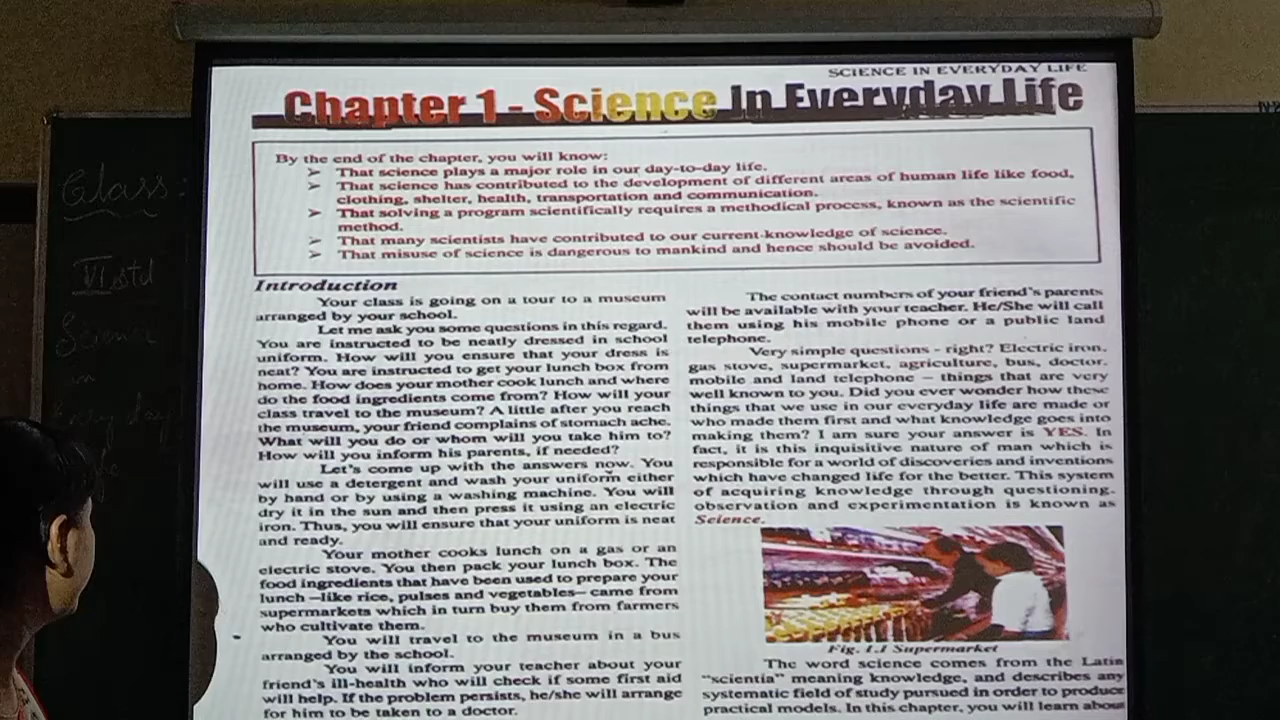 SCIENCE IN EVERYDAY LIFE
Chapter 1 - Science In Everyday Life
By the end of the chapter, you will know:
➢ That science plays a major role in our day-to-day life.
➢ That science has contributed to the development of different areas of human life like food,
clothing, shelter, health, transportation and communication.
➢ That solving a program scientifically requires a methodical process, known as the scientific
method.
➢ That many scientists have contributed to our current-knowledge of science.
➢ That misuse of science is dangerous to mankind and hence should be avoided.
Introduction
Your class is going on a tour to a museum
arranged by your school.
Let me ask you some questions in this regard.
You are instructed to be neatly dressed in school
uniform. How will you ensure that your dress is
neat? You are instructed to get your lunch box from
home. How does your mother cook lunch and where
do the food ingredients come from? How will your
class travel to the museum? A little after you reach
the museum, your friend complains of stomach ache.
What will you do or whom will you take him to?
How will you inform his parents, if needed?
Let's come up with the answers now. You
will use a detergent and wash your uniform either
by hand or by using a washing machine. You will
dry it in the sun and then press it using an electric
iron. Thus, you will ensure that your uniform is neat
and ready.
Your mother cooks lunch on a gas or an
electric stove. You then pack your lunch box. The
food ingredients that have been used to prepare your
lunch –like rice, pulses and vegetables– came from
supermarkets which in turn buy them from farmers
who cultivate them.
You will travel to the museum in a bus
arranged by the school.
You will inform your teacher about your
friend's ill-health who will check if some first aid
will help. If the problem persists, he/she will arrange
for him to be taken to a doctor.
The contact numbers of your friend's parents
will be available with your teacher. He/She will call
them using his mobile phone or a public land
telephone.
Very simple questions - right? Electric iron,
gas stove, supermarket, agriculture, bus, doctor,
mobile and land telephone – things that are very
well known to you. Did you ever wonder how these
things that we use in our everyday life are made or
who made them first and what knowledge goes into
making them? I am sure your answer is YES. In
fact, it is this inquisitive nature of man which is
responsible for a world of discoveries and inventions
which have changed life for the better. This system
of acquiring knowledge through questioning,
observation and experimentation is known as
Science.
Fig. 1.1 Supermarket
The word science comes from the Latin
"scientia" meaning knowledge, and describes any
systematic field of study pursued in order to produce
practical models. In this chapter, you will learn about
Class:
VI std
Science
in
Everyday